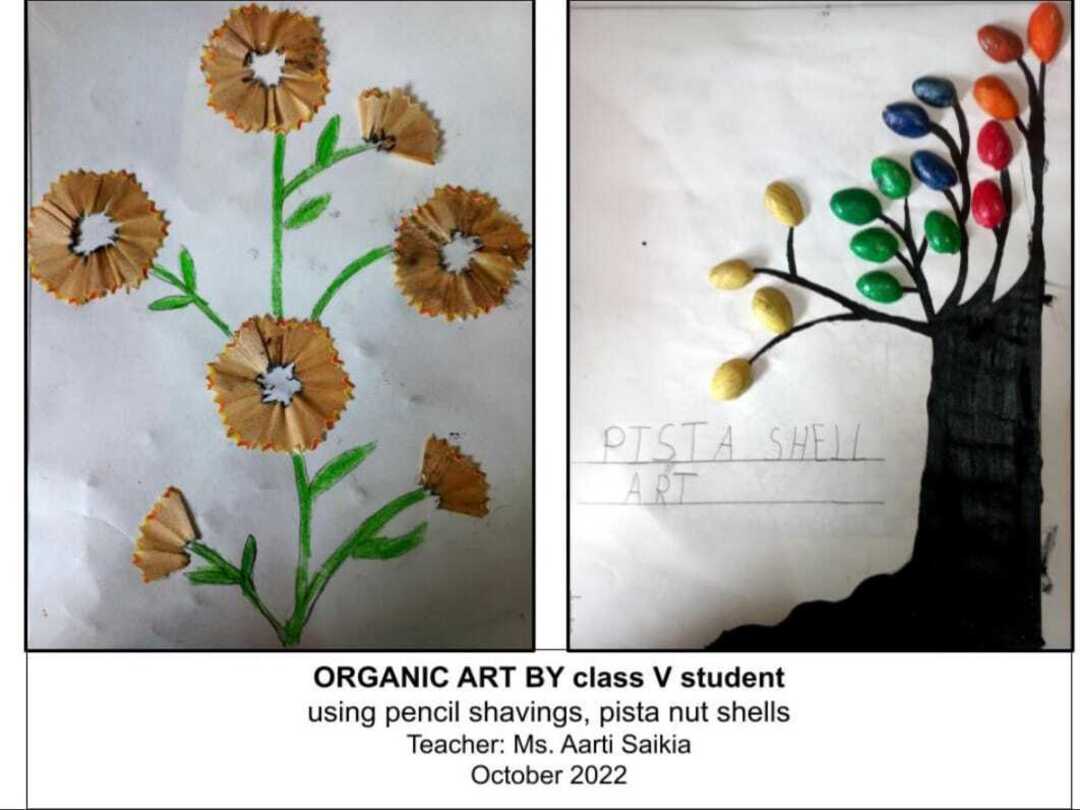 PISTA SHELL
ART
ORGANIC ART BY class V student
using pencil shavings, pista nut shells
Teacher: Ms. Aarti Saikia
October 2022